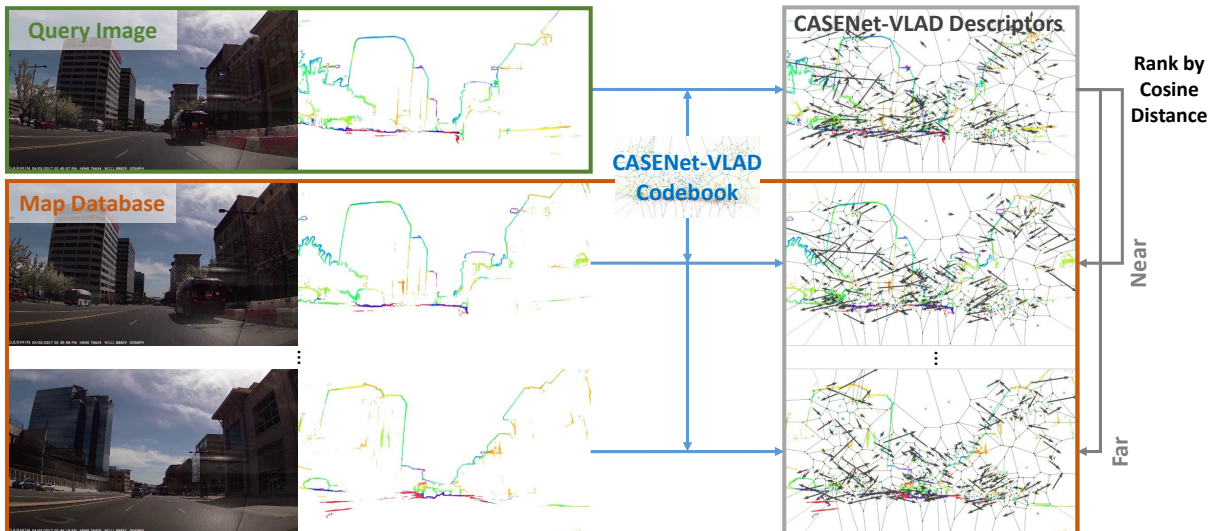 Query Image
CASENet-VLAD Descriptors
Rank by
Cosine
Distance
CASENet-VLAD
Codebook
Map Database
Near
...
...
Far